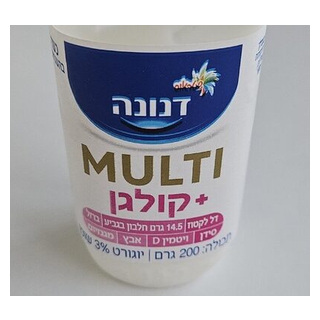 דנונה
MULTI
+קולגן
דל לקטוז | 14.5 גרם חלבון בגביע | ברזל
סידן | ויטמין D | אבץ | מגנזיום
תכולה: 200 גרם | יוגורט 3%